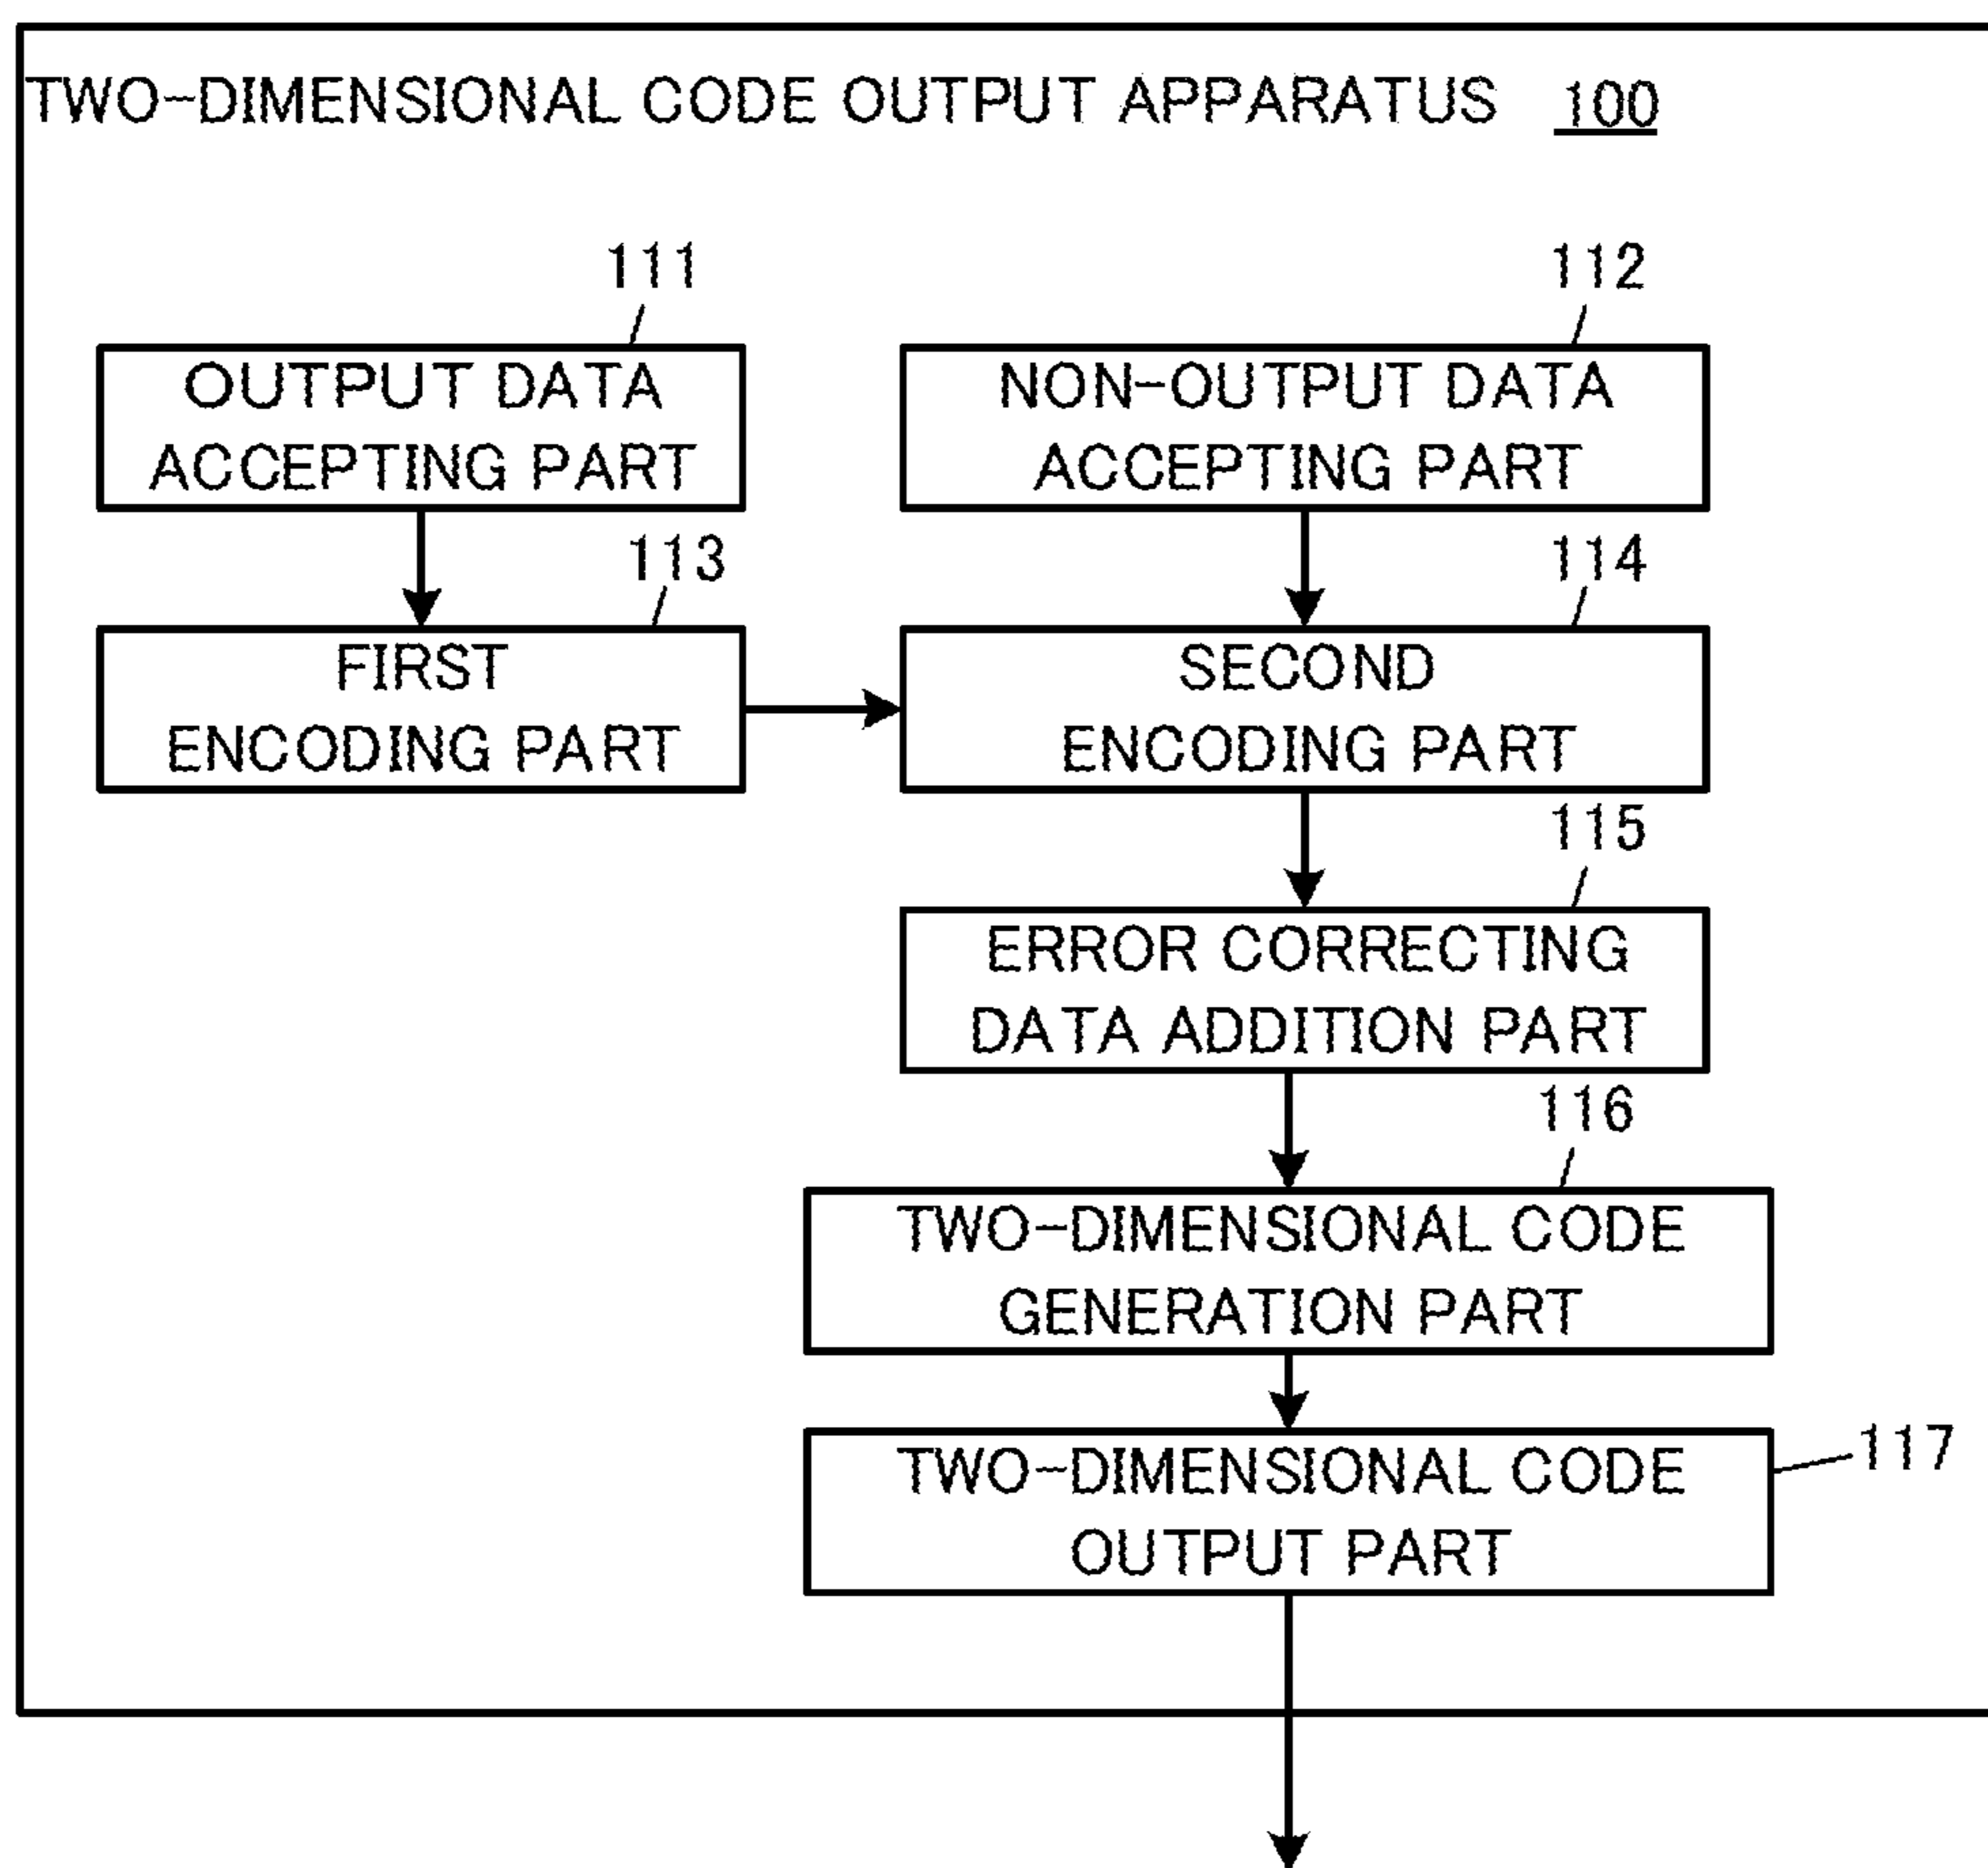 TWO-DIMENSIONAL CODE OUTPUT APPARATUS 100
111
112
OUTPUT DATA
ACCEPTING PART
NON-OUTPUT DATA
ACCEPTING PART
113
114
FIRST
ENCODING PART
SECOND
ENCODING PART
115
ERROR CORRECTING
DATA ADDITION PART
116
TWO-DIMENSIONAL CODE
GENERATION PART
TWO-DIMENSIONAL CODE
OUTPUT PART
117